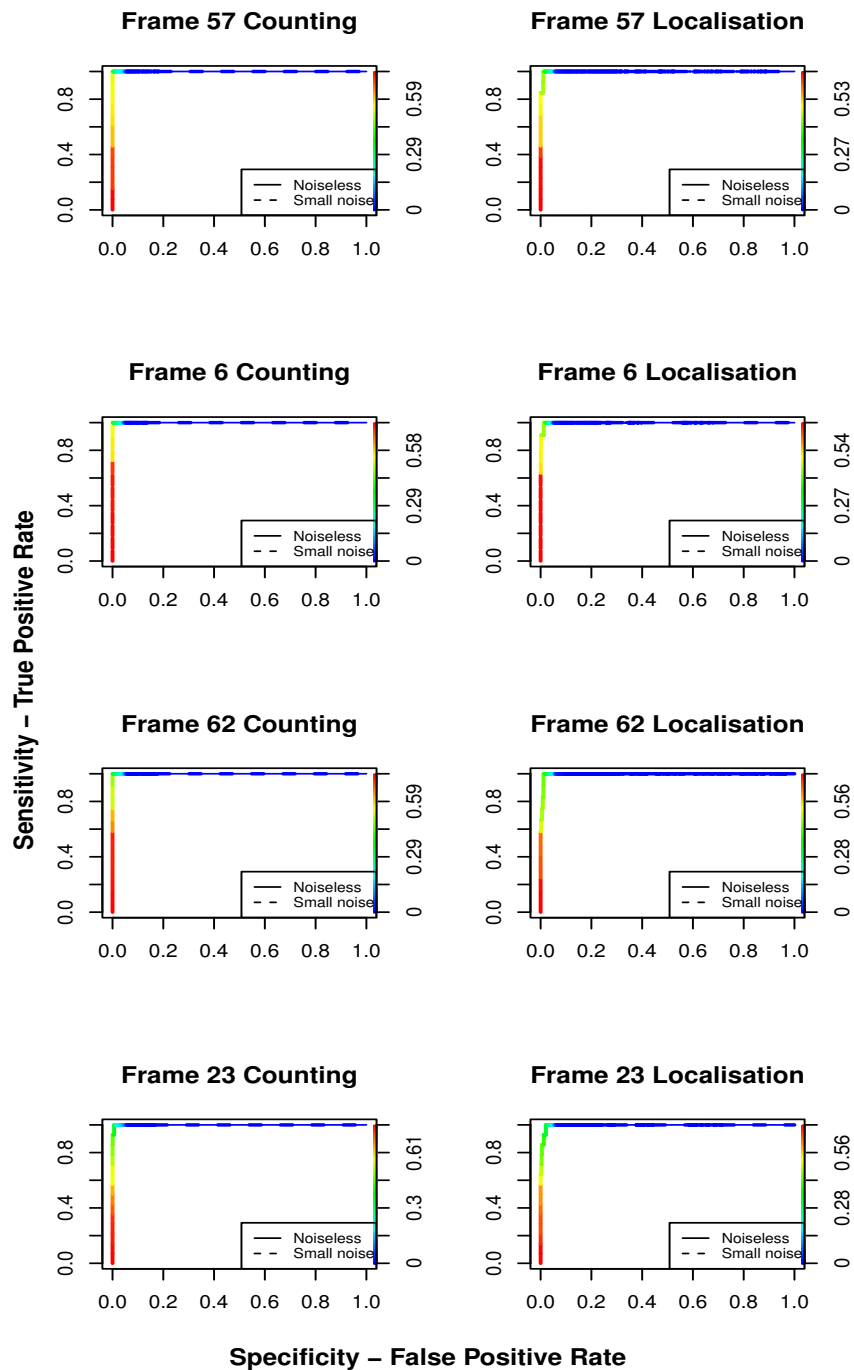 Frame 57 Counting
0.0 0.4 0.8
0 0.29 0.59
Noiseless
Small noise
0.0 0.2 0.4 0.6 0.8 1.0
Frame 57 Localisation
0.0 0.4 0.8
0 0.27 0.53
Noiseless
Small noise
0.0 0.2 0.4 0.6 0.8 1.0
Frame 6 Counting
0.0 0.4 0.8
0 0.29 0.58
Noiseless
Small noise
0.0 0.2 0.4 0.6 0.8 1.0
Frame 6 Localisation
0.0 0.4 0.8
0 0.27 0.54
Noiseless
Small noise
0.0 0.2 0.4 0.6 0.8 1.0
Sensitivity − True Positive Rate
Frame 62 Counting
0.0 0.4 0.8
0 0.29 0.59
Noiseless
Small noise
0.0 0.2 0.4 0.6 0.8 1.0
Frame 62 Localisation
0.0 0.4 0.8
0 0.28 0.56
Noiseless
Small noise
0.0 0.2 0.4 0.6 0.8 1.0
Frame 23 Counting
0.0 0.4 0.8
0 0.3 0.61
Noiseless
Small noise
0.0 0.2 0.4 0.6 0.8 1.0
Frame 23 Localisation
0.0 0.4 0.8
0 0.28 0.56
Noiseless
Small noise
0.0 0.2 0.4 0.6 0.8 1.0
Specificity − False Positive Rate